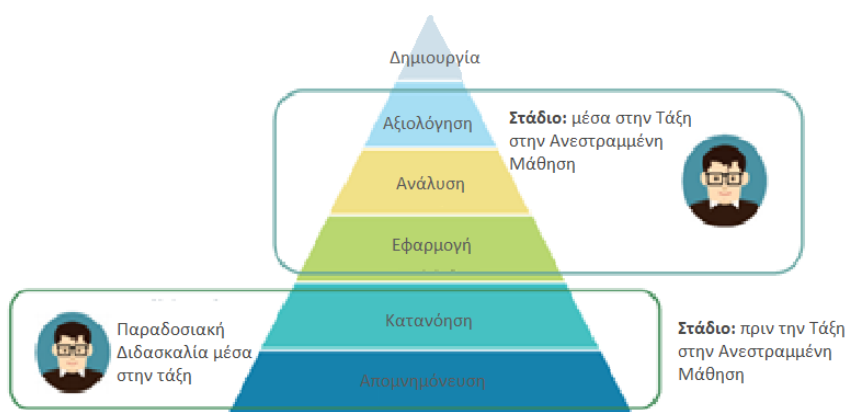 Δημιουργία
Αξιολόγηση
Στάδιο: μέσα στην Τάξη
στην Ανεστραμμένη
Μάθηση
Ανάλυση
Εφαρμογή
Κατανόηση
Παραδοσιακή
Διδασκαλία μέσα
στην τάξη
Στάδιο: πριν την Τάξη
στην Ανεστραμμένη
Μάθηση
Απομνημόνευση